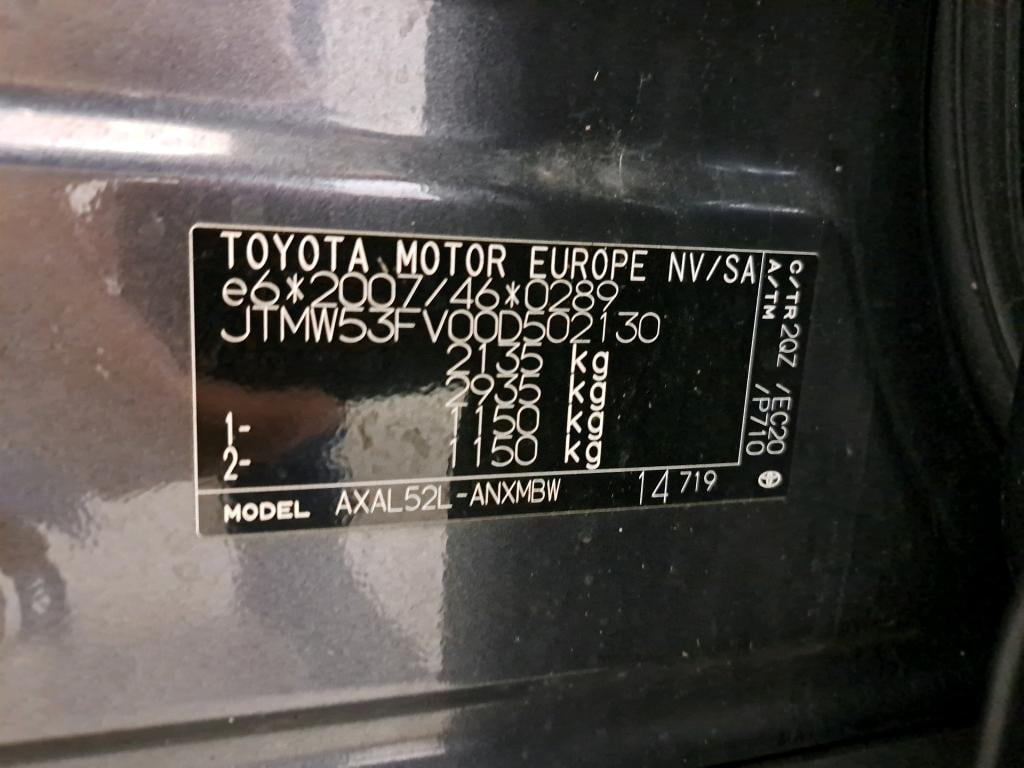 TOYOTA MOTOR EUROPE NV/SA
e6*2007/46*0289
JTMW53FV00D502130
2135 kg
2935 kg
1- 1150 kg
2- 1150 kg
MODEL AXAL52L-ANXMBW 14 719
C/TR 2QZ /EC20
A/TM /P710